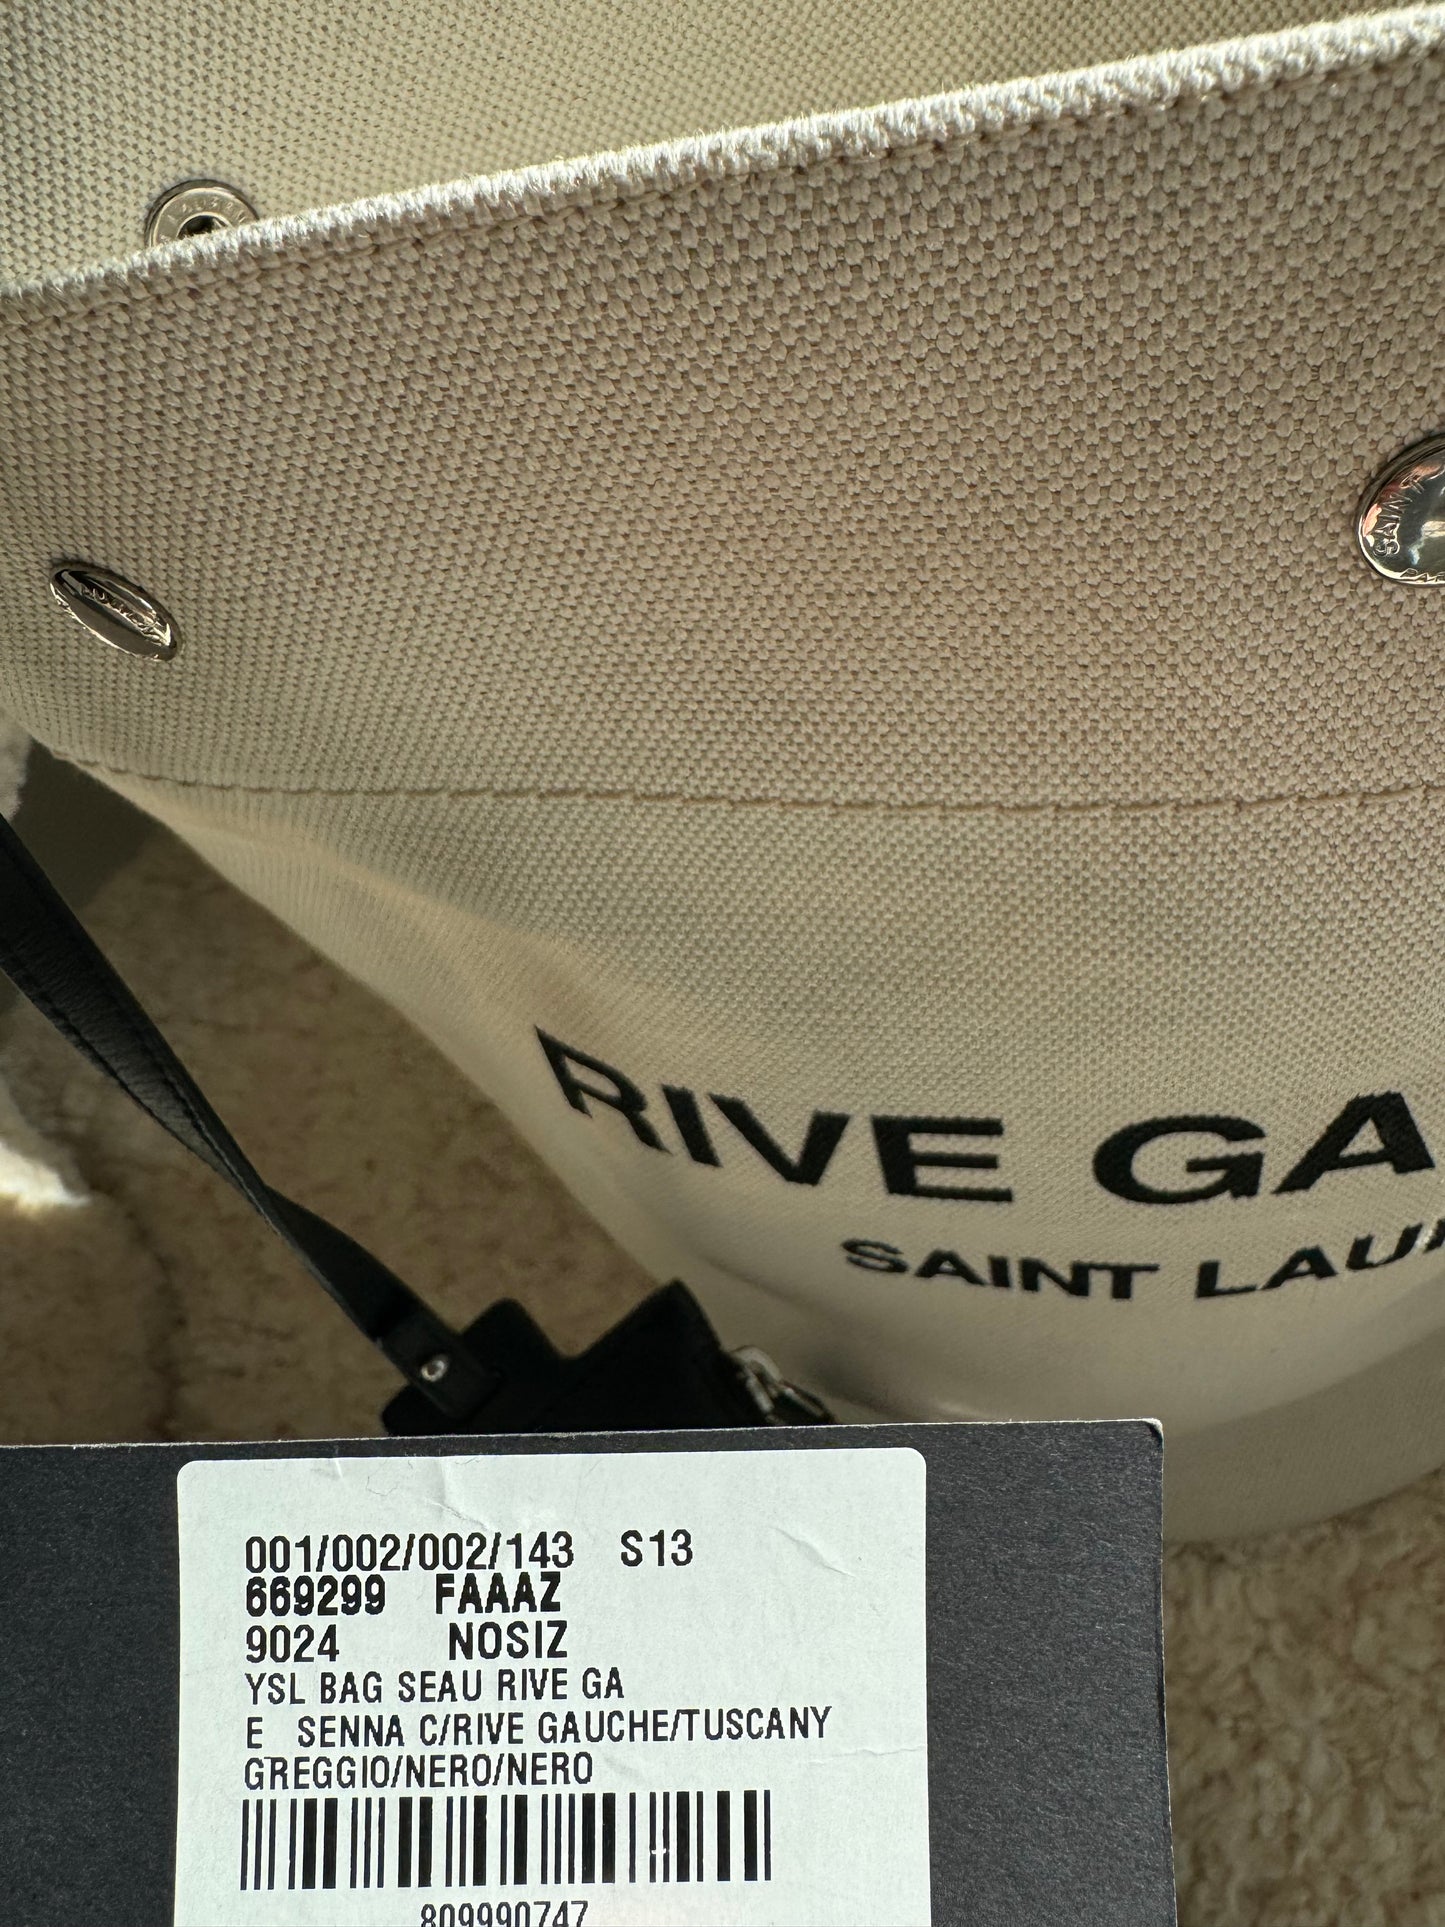 SAINT
RIVE GA
SAINT LAU
001/002/002/143 S13
669299 FAAAZ
9024 NOSIZ
YSL BAG SEAU RIVE GA
E SENNA C/RIVE GAUCHE/TUSCANY
GREGGIO/NERO/NERO
809990747